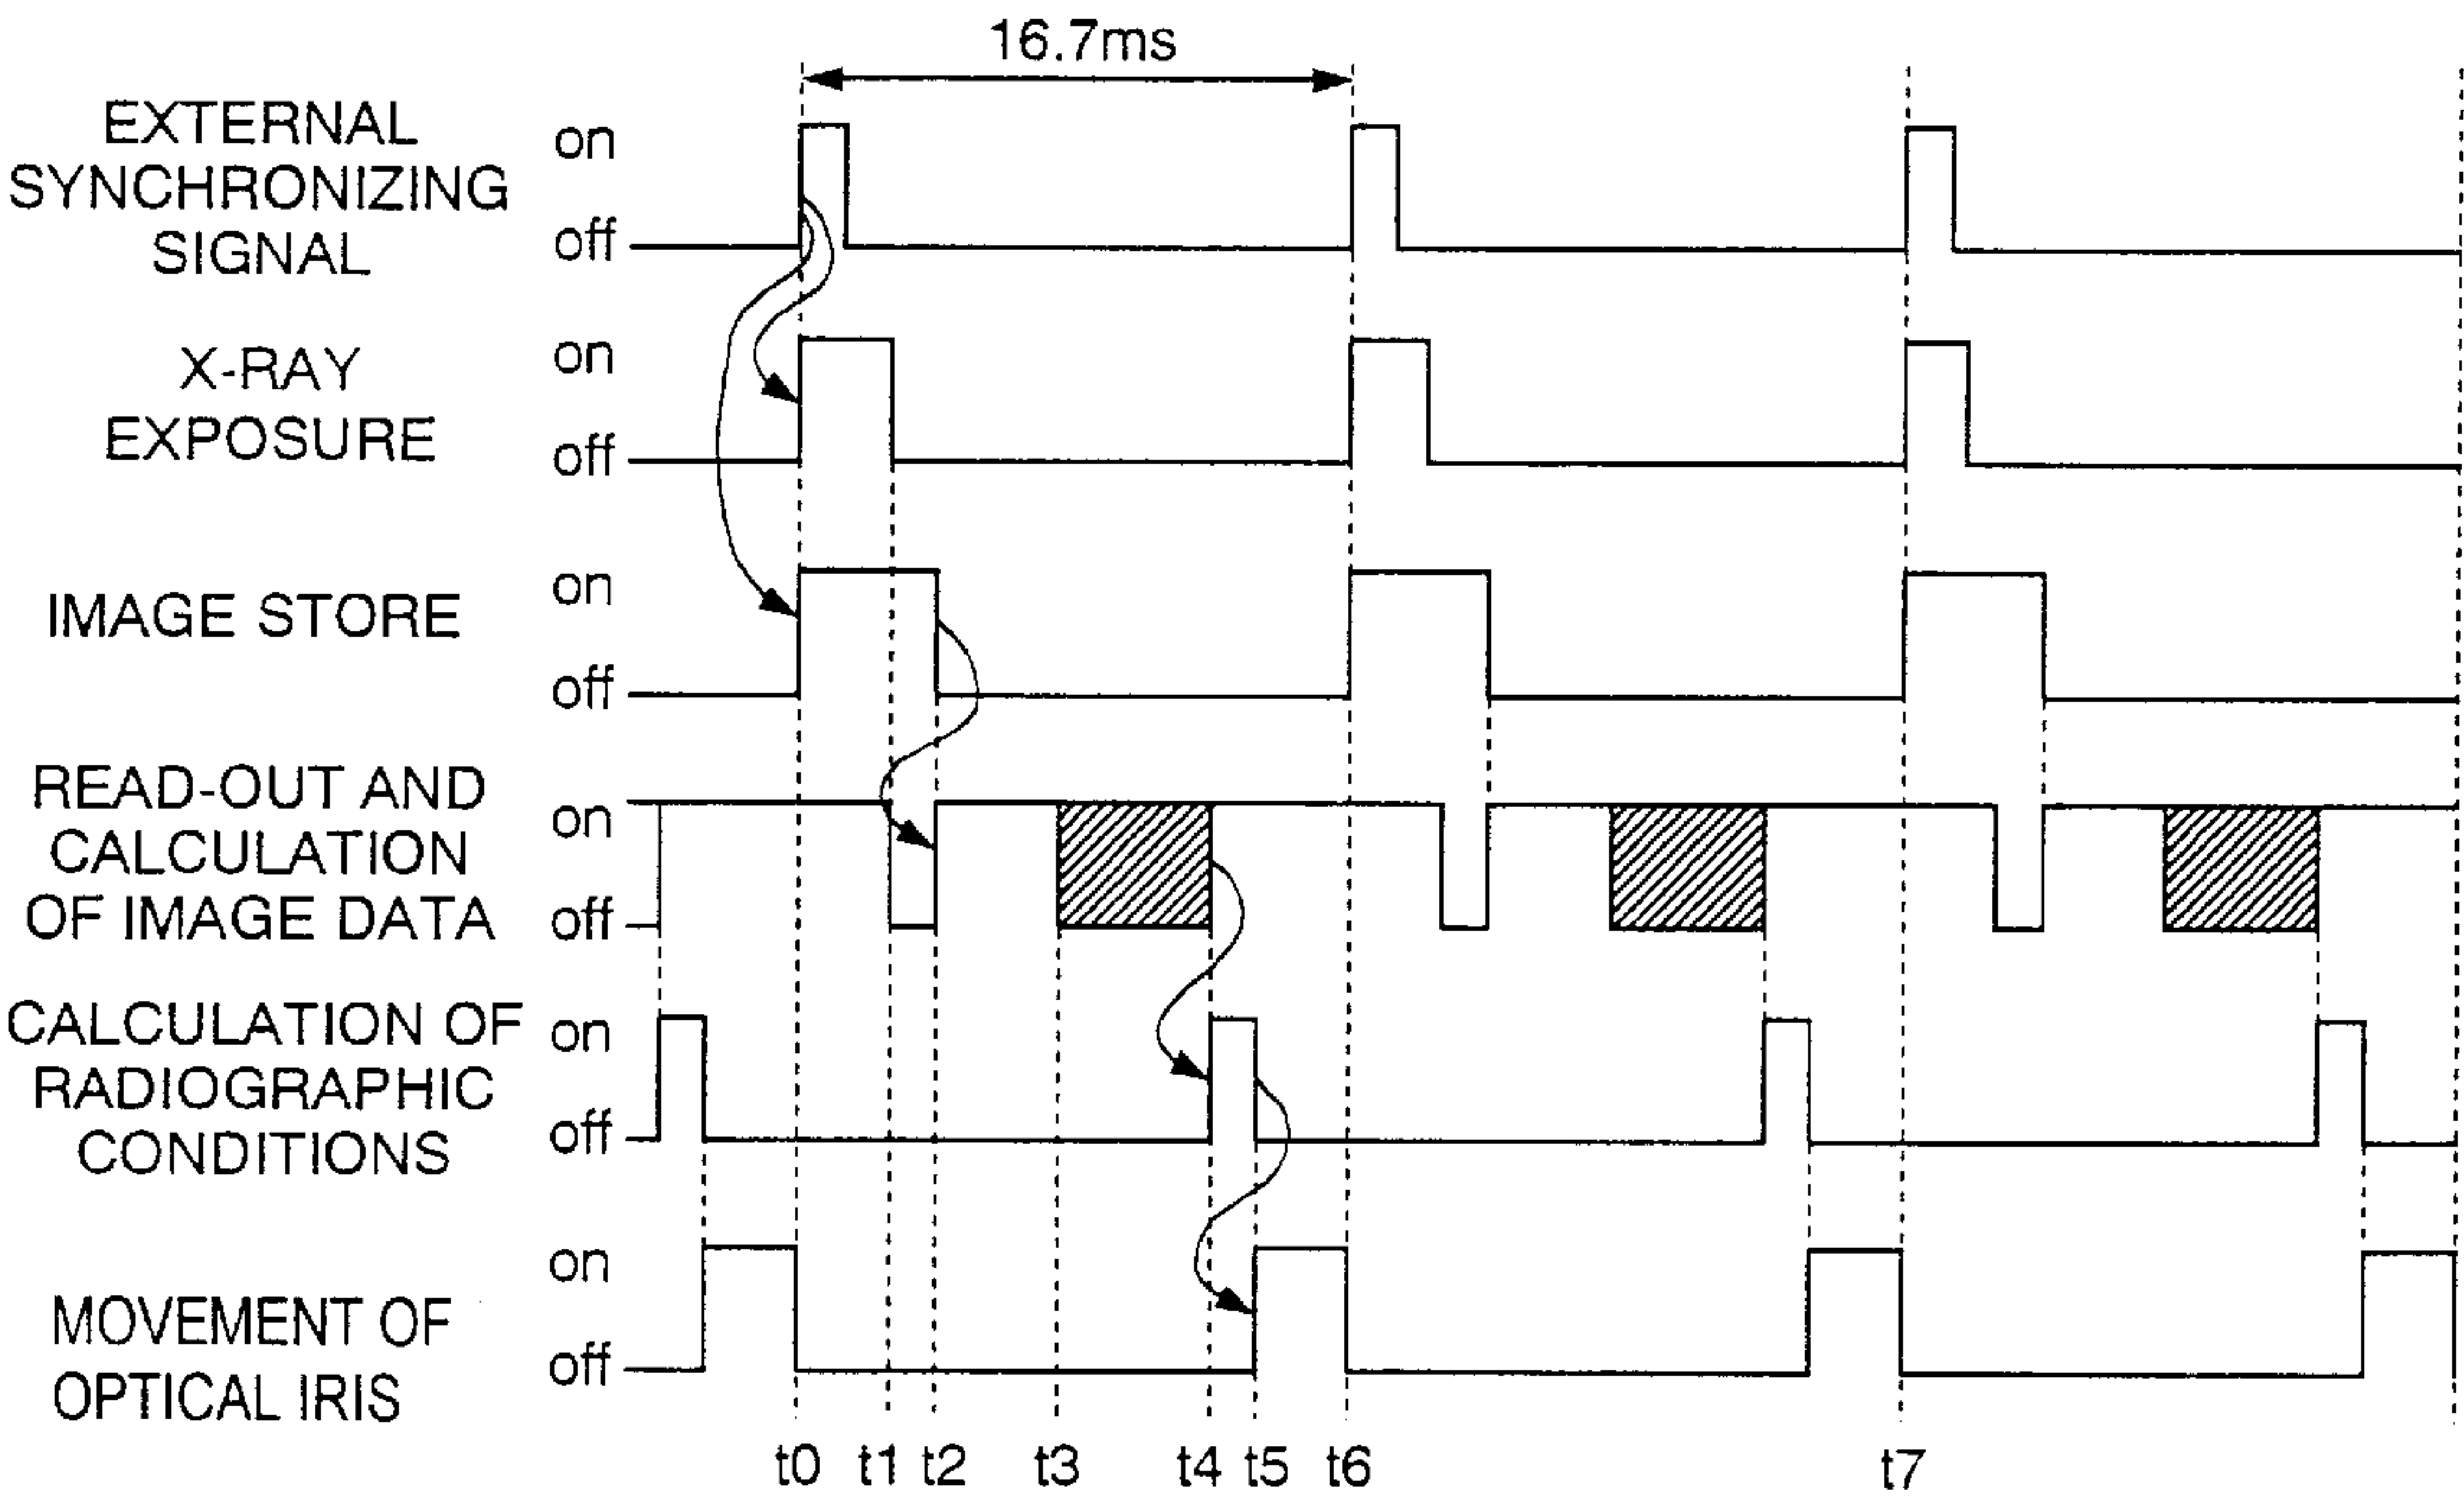 16.7ms
EXTERNAL
SYNCHRONIZING
SIGNAL
on
off
X-RAY
EXPOSURE
on
off
IMAGE STORE
on
off
READ-OUT AND
CALCULATION
OF IMAGE DATA
on
off
CALCULATION OF
RADIOGRAPHIC
CONDITIONS
on
off
MOVEMENT OF
OPTICAL IRIS
on
off
t0 t1 t2 t3 t4 t5 t6 t7